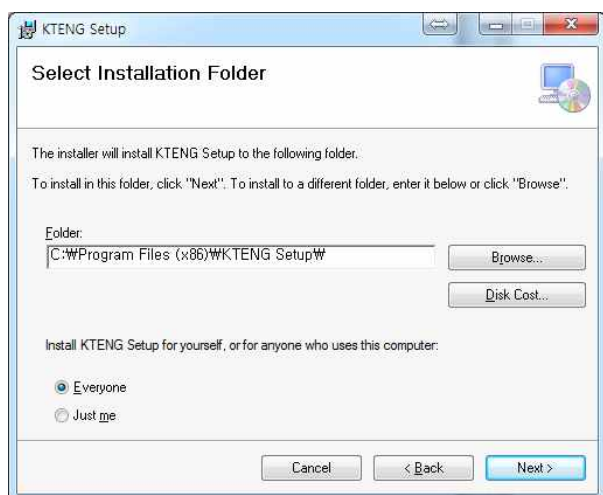 KTENG Setup
Select Installation Folder
The installer will install KTENG Setup to the following folder.
To install in this folder, click "Next". To install to a different folder, enter it below or click "Browse".
Folder:
C:₩Program Files (x86)₩KTENG Setup₩
Browse...
Disk Cost...
Install KTENG Setup for yourself, or for anyone who uses this computer:
Everyone
Just me
Cancel
< Back
Next >